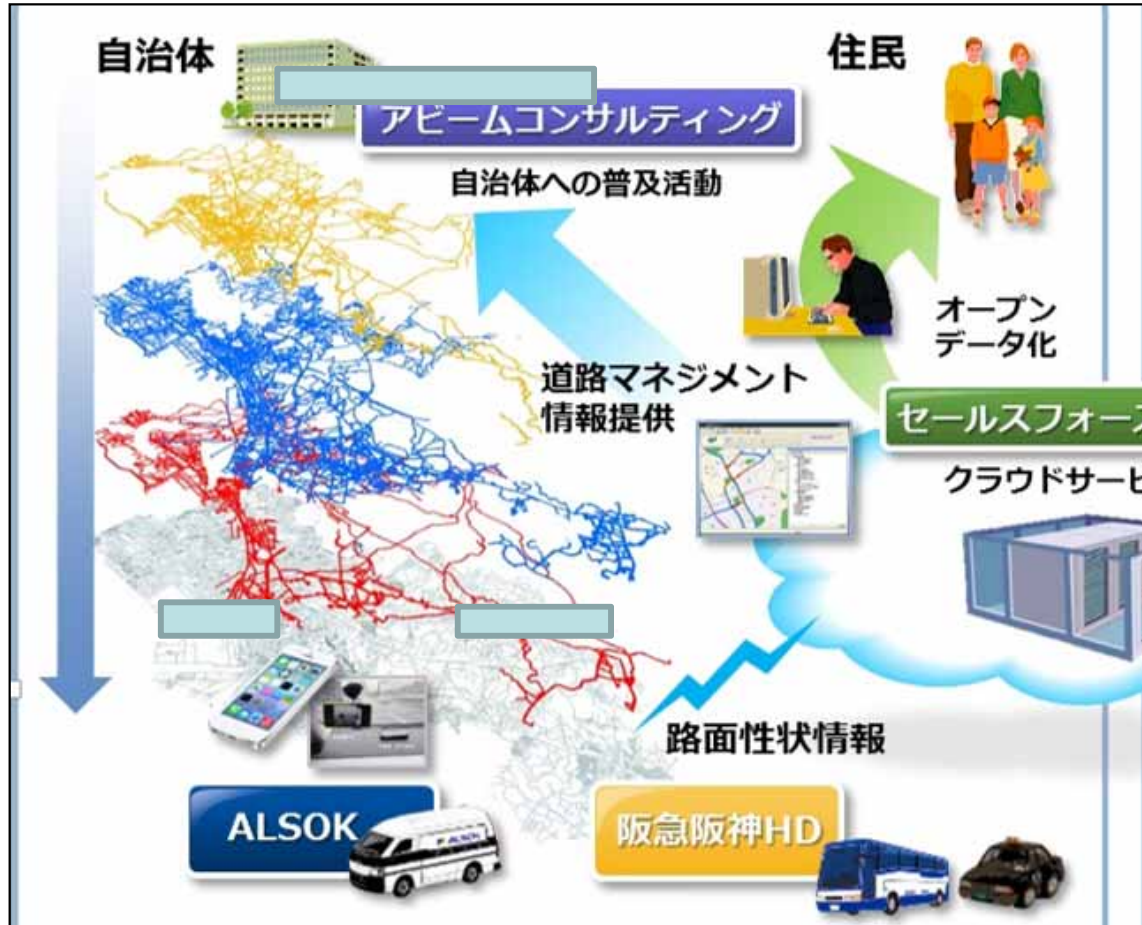 自治体
住民
アビームコンサルティング
自治体への普及活動
オープン
データ化
道路マネジメント
情報提供
セールスフォース
クラウドサービ
路面性状情報
ALSOK
ALSOK
阪急阪神HD